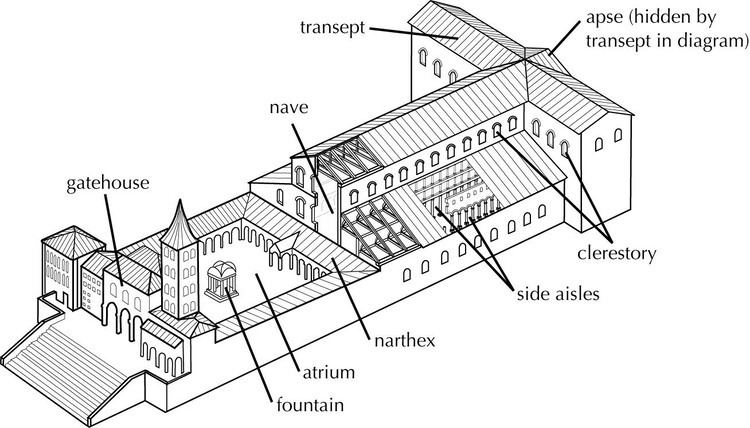 transept
apse (hidden by
transept in diagram)
nave
gatehouse
clerestory
side aisles
narthex
atrium
fountain